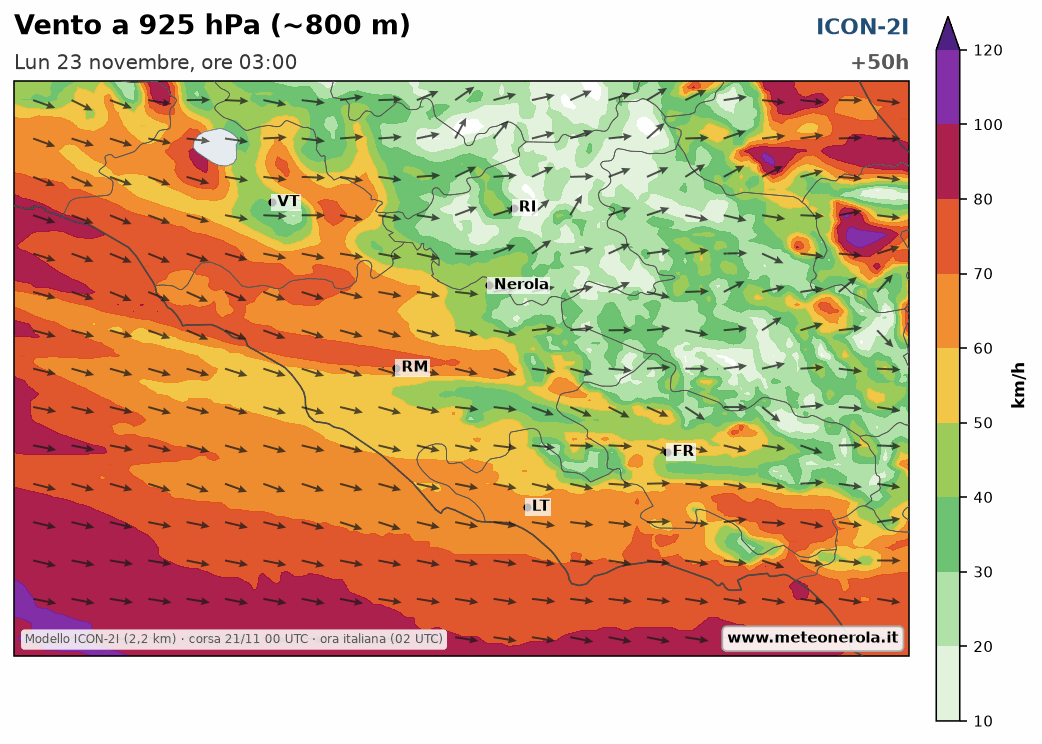 Vento a 925 hPa (~800 m)
ICON-2I
Lun 23 novembre, ore 03:00
+50h
120
100
80
70
60
50
40
30
20
10
km/h
VT
RI
Nerola
RM
FR
LT
Modello ICON-2I (2,2 km) · corsa 21/11 00 UTC · ora italiana (02 UTC)
www.meteonerola.it